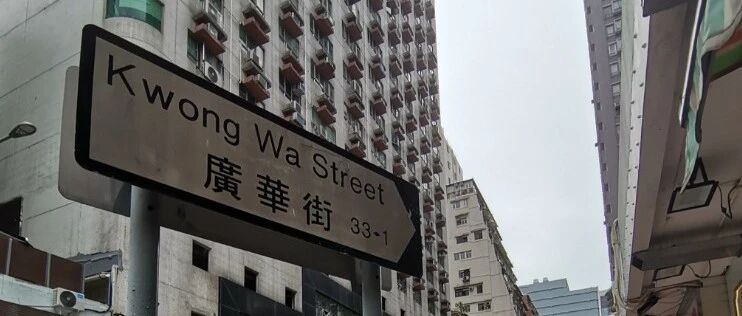 Kwong Wa Street
廣華街 33-1